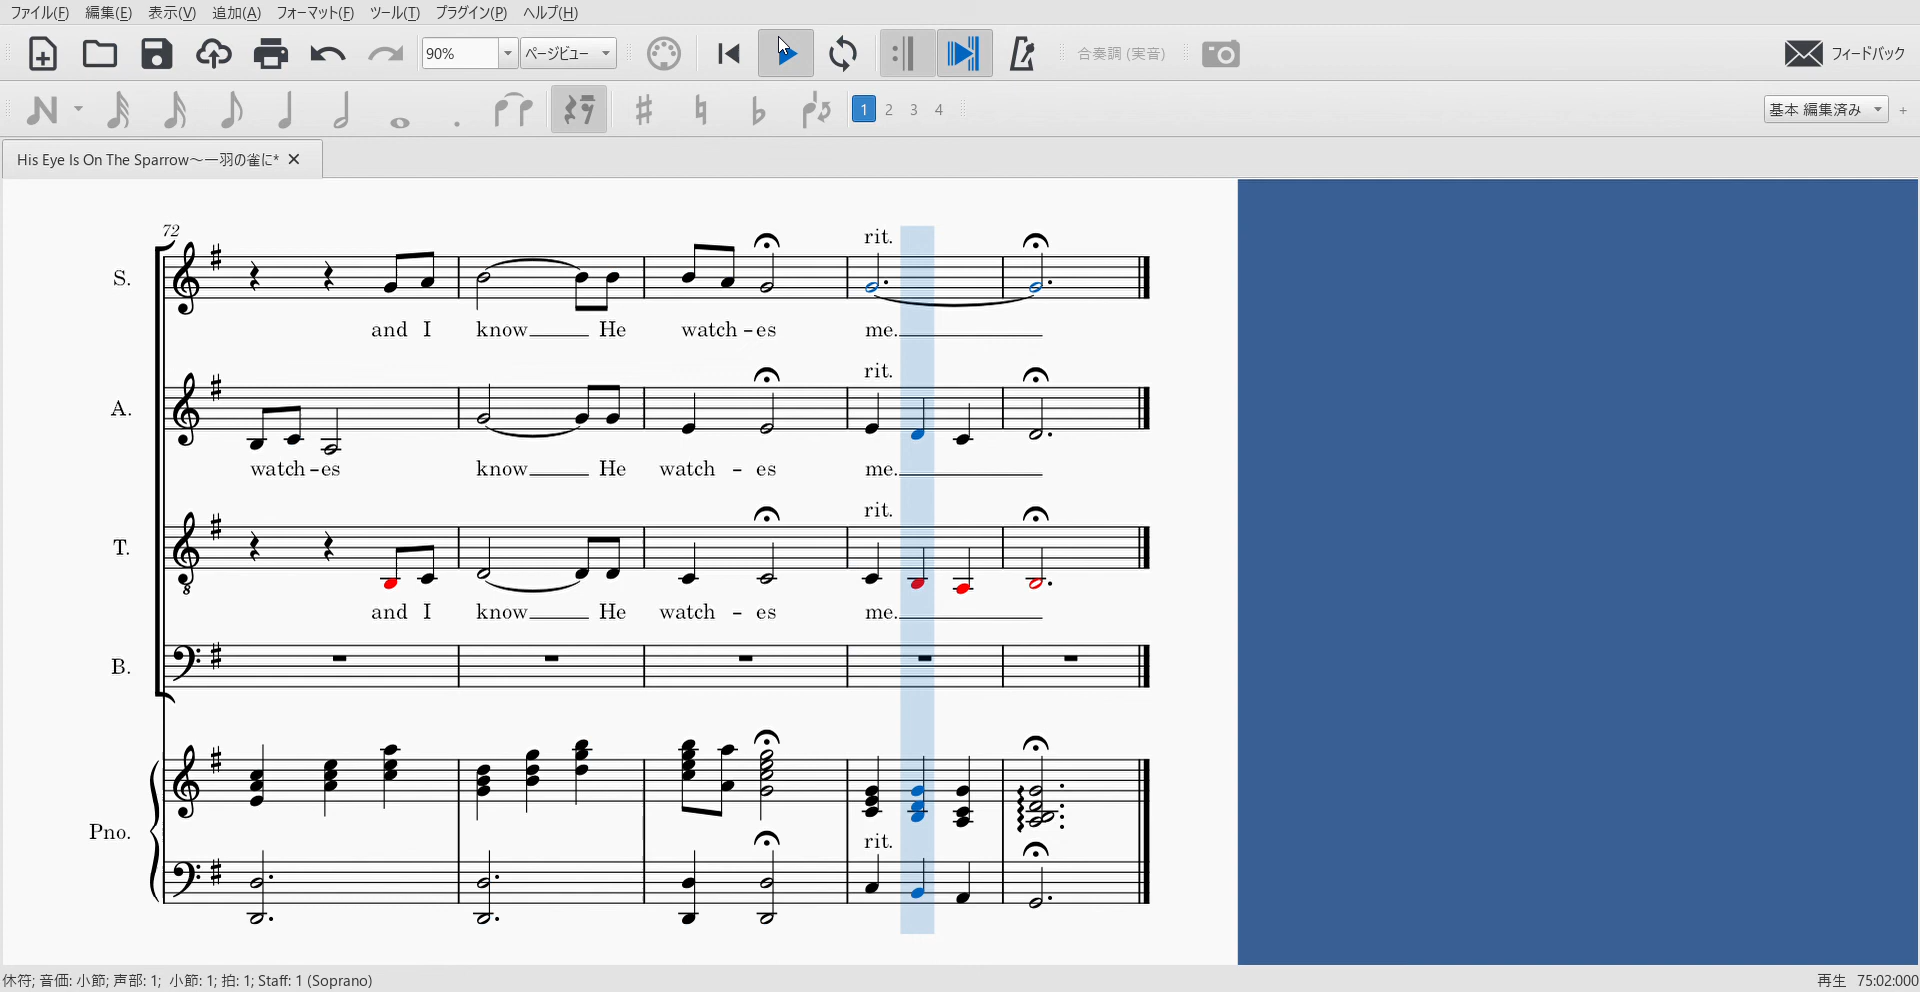 ファイル(F) 編集(E) 表示(V) 追加(A) フォーマット(F) ツール(T) プラグイン(P) ヘルプ(H)
90% ページビュー 合奏調 (実音) フィードバック
1 2 3 4 基本 編集済み +
His Eye Is On The Sparrow～一羽の雀に* ✕
72
rit.
S.
and I know He watch - es me.
rit.
A.
watch - es know He watch - es me.
rit.
T.
and I know He watch - es me.
B.
Pno.
rit.
休符; 音価: 小節; 声部: 1; 小節: 1; 拍: 1; Staff: 1 (Soprano) 再生 75:02:000